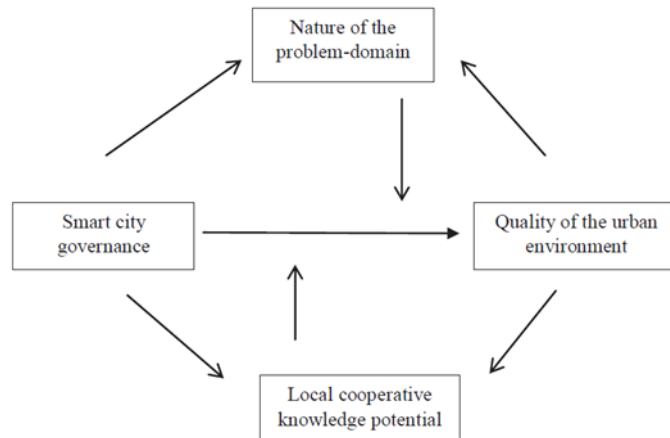 Nature of the
problem-domain
Smart city
governance
Quality of the urban
environment
Local cooperative
knowledge potential